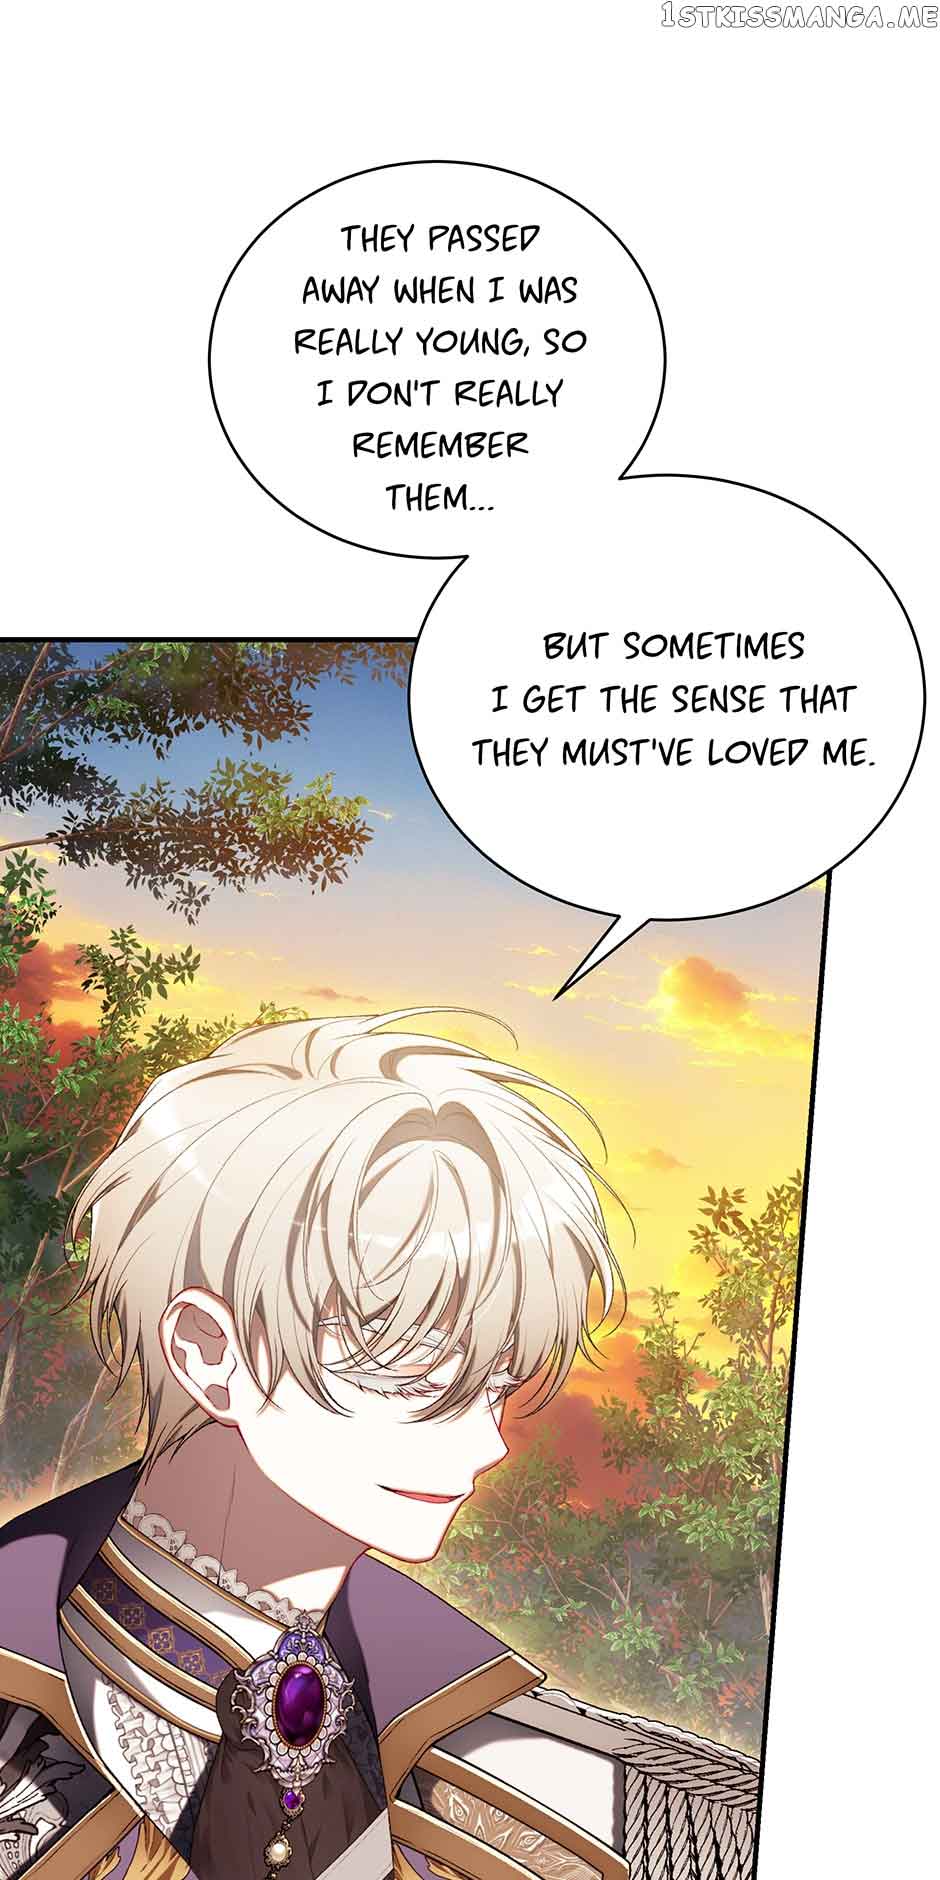 1STKISSMANGA.ME
THEY PASSED
AWAY WHEN I WAS
REALLY YOUNG, SO
I DON'T REALLY
REMEMBER
THEM...
BUT SOMETIMES
I GET THE SENSE THAT
THEY MUST'VE LOVED ME.